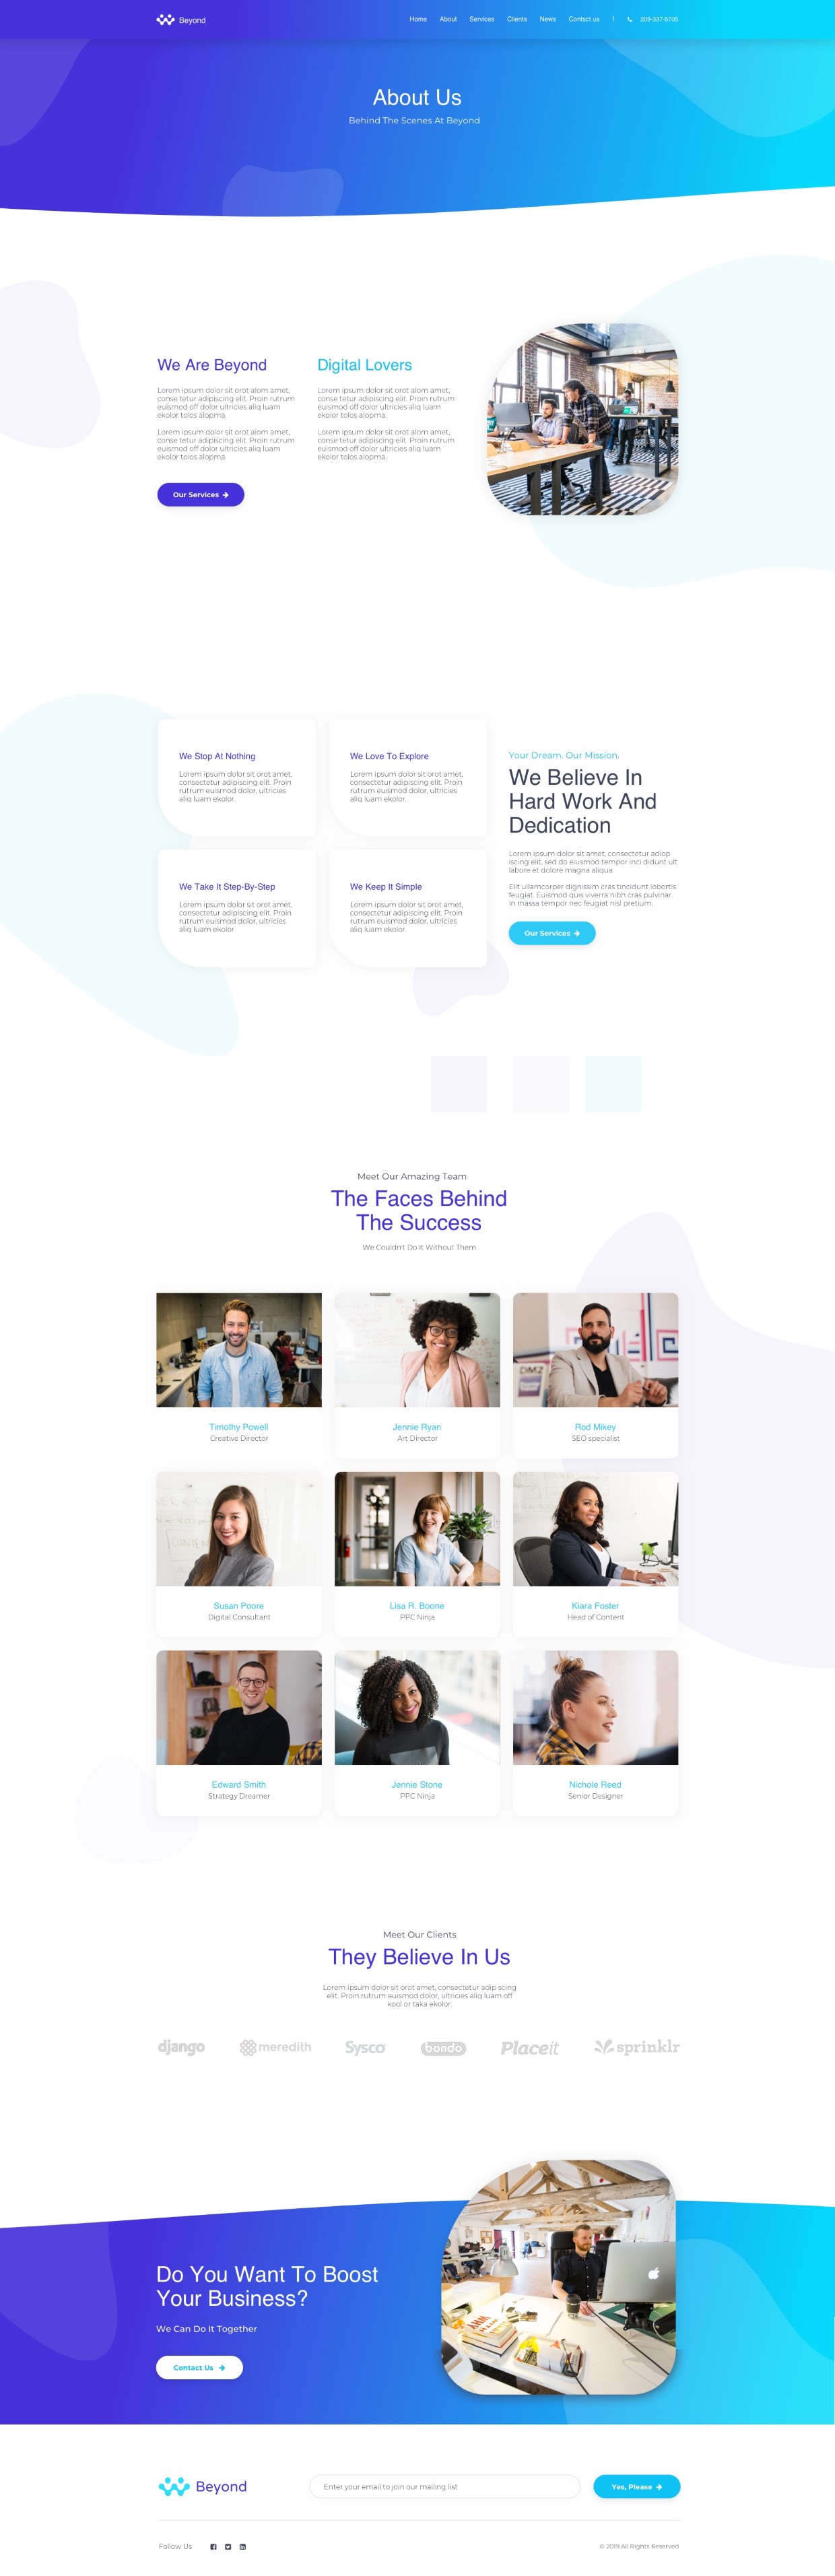 Beyond
Home About Services Clients News Contact us | 209-337-5705
About Us
Behind The Scenes At Beyond
We Are Beyond
Lorem ipsum dolor sit orot alom amet,
conse tetur adipiscing elit. Proin rutrum
euismod off dolor ultricies aliq luam
ekolor tolos alopma.
Lorem ipsum dolor sit orot alom amet,
conse tetur adipiscing elit. Proin rutrum
euismod off dolor ultricies aliq luam
ekolor tolos alopma.
Our Services
Digital Lovers
Lorem ipsum dolor sit orot alom amet,
conse tetur adipiscing elit. Proin rutrum
euismod off dolor ultricies aliq luam
ekolor tolos alopma.
Lorem ipsum dolor sit orot alom amet,
conse tetur adipiscing elit. Proin rutrum
euismod off dolor ultricies aliq luam
ekolor tolos alopma.
We Stop At Nothing
Lorem ipsum dolor sit orot amet,
consectetur adipiscing elit. Proin
rutrum euismod dolor, ultricies
aliq luam ekolor.
We Love To Explore
Lorem ipsum dolor sit orot amet,
consectetur adipiscing elit. Proin
rutrum euismod dolor, ultricies
aliq luam ekolor.
We Take It Step-By-Step
Lorem ipsum dolor sit orot amet,
consectetur adipiscing elit. Proin
rutrum euismod dolor, ultricies
aliq luam ekolor.
We Keep It Simple
Lorem ipsum dolor sit orot amet,
consectetur adipiscing elit. Proin
rutrum euismod dolor, ultricies
aliq luam ekolor.
Your Dream. Our Mission.
We Believe In
Hard Work And
Dedication
Lorem ipsum dolor sit amet, consectetur adiop
iscing elit, sed do eiusmod tempor inci didunt ult
labore et dolore magna aliqua.
Elit ullamcorper dignissim cras tincidunt lobortis
feugiat. Euismod quis viverra nibh cras pulvinar.
In massa tempor nec feugiat nisl pretium.
Our Services
Meet Our Amazing Team
The Faces Behind
The Success
We Couldn't Do It Without Them
Timothy Powell
Creative Director
Jennie Ryan
Art Director
Rod Mikey
SEO specialist
Susan Poore
Digital Consultant
Lisa R. Boone
PPC Ninja
Kiara Foster
Head of Content
Edward Smith
Strategy Dreamer
Jennie Stone
PPC Ninja
Nichole Reed
Senior Designer
Meet Our Clients
They Believe In Us
Lorem ipsum dolor sit orot amet, consectetur adip scing
elit. Proin rutrum euismod dolor, ultricies aliq luam off
kool or taka ekolor.
django meredith Sysco bondo Placeit sprinklr
Do You Want To Boost
Your Business?
We Can Do It Together
Contact Us
Beyond
Enter your email to join our mailing list
Yes, Please
Follow Us
© 2019 All Rights Reserved